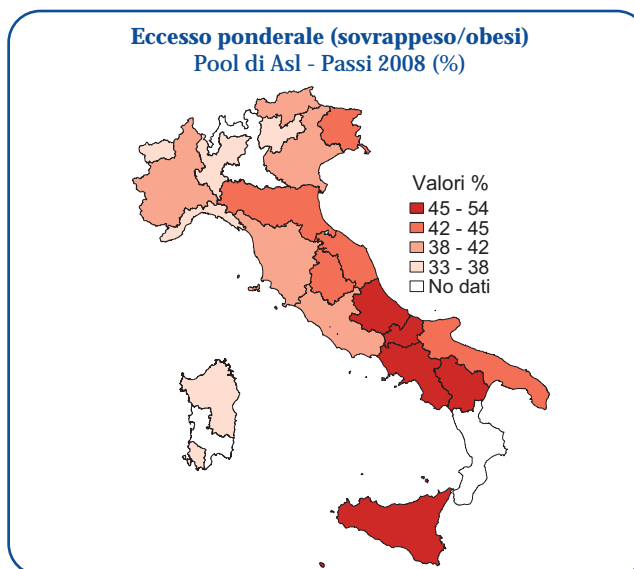 Eccesso ponderale (sovrappeso/obesi)
Pool di Asl - Passi 2008 (%)
Valori %
45 - 54
42 - 45
38 - 42
33 - 38
No dati